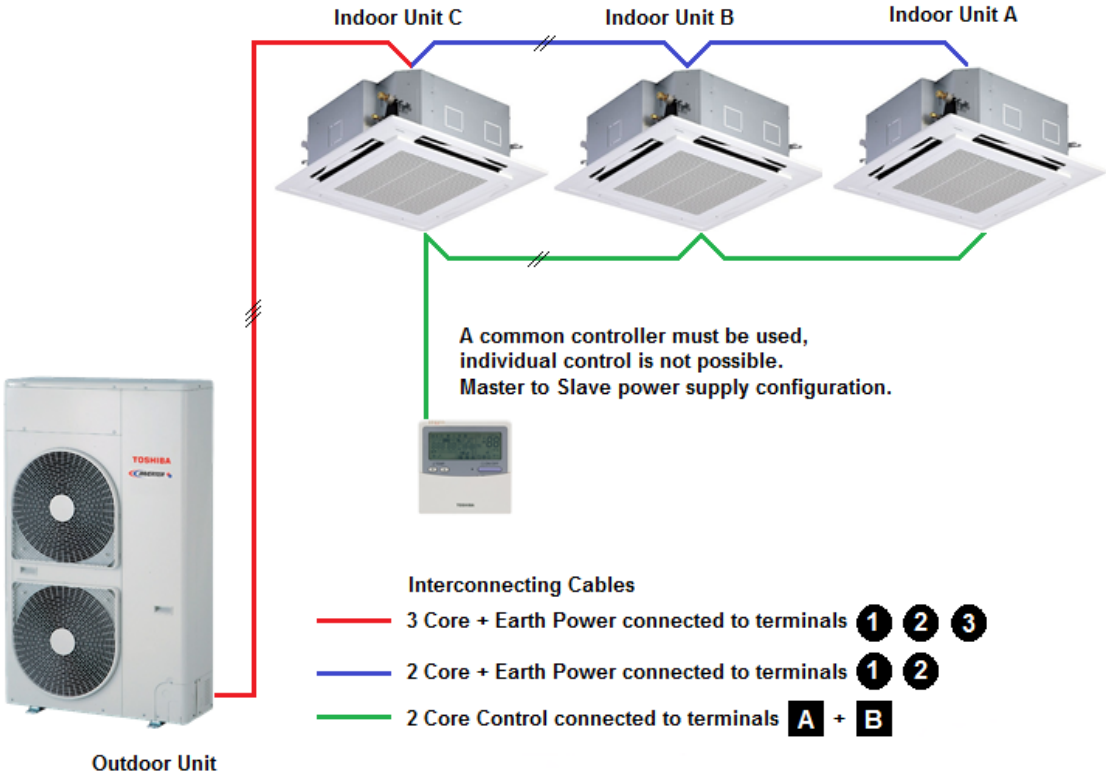 Indoor Unit C
Indoor Unit B
Indoor Unit A
A common controller must be used,
individual control is not possible.
Master to Slave power supply configuration.
TOSHIBA
INVERTER
TOSHIBA
Interconnecting Cables
3 Core + Earth Power connected to terminals 1 2 3
2 Core + Earth Power connected to terminals 1 2
2 Core Control connected to terminals A + B
Outdoor Unit